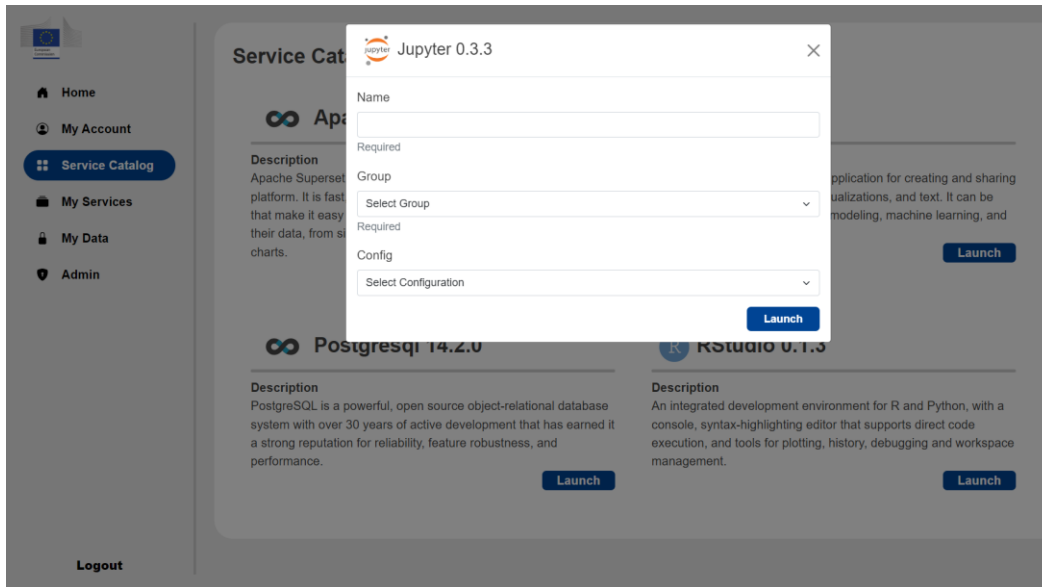 Home
My Account
Service Catalog
My Services
My Data
Admin
Logout
Service Cat
Apa
Description
Apache Superset
platform. It is fast
that make it easy
their data, from si
charts.
jupyter
Jupyter 0.3.3
Name
Required
Group
Select Group
Required
Config
Select Configuration
Launch
pplication for creating and sharing
ualizations, and text. It can be
modeling, machine learning, and
Launch
Postgresql 14.2.0
Description
PostgreSQL is a powerful, open source object-relational database
system with over 30 years of active development that has earned it
a strong reputation for reliability, feature robustness, and
performance.
Launch
R
RStudio 0.1.3
Description
An integrated development environment for R and Python, with a
console, syntax-highlighting editor that supports direct code
execution, and tools for plotting, history, debugging and workspace
management.
Launch